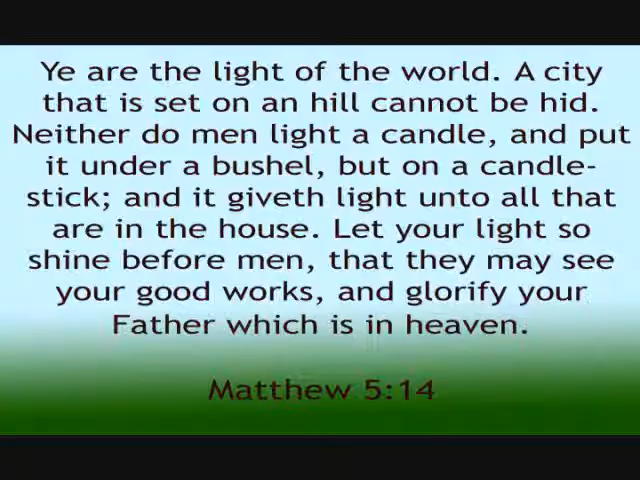 Ye are the light of the world. A city
that is set on an hill cannot be hid.
Neither do men light a candle, and put
it under a bushel, but on a candle-
stick; and it giveth light unto all that
are in the house. Let your light so
shine before men, that they may see
your good works, and glorify your
Father which is in heaven.
Matthew 5:14